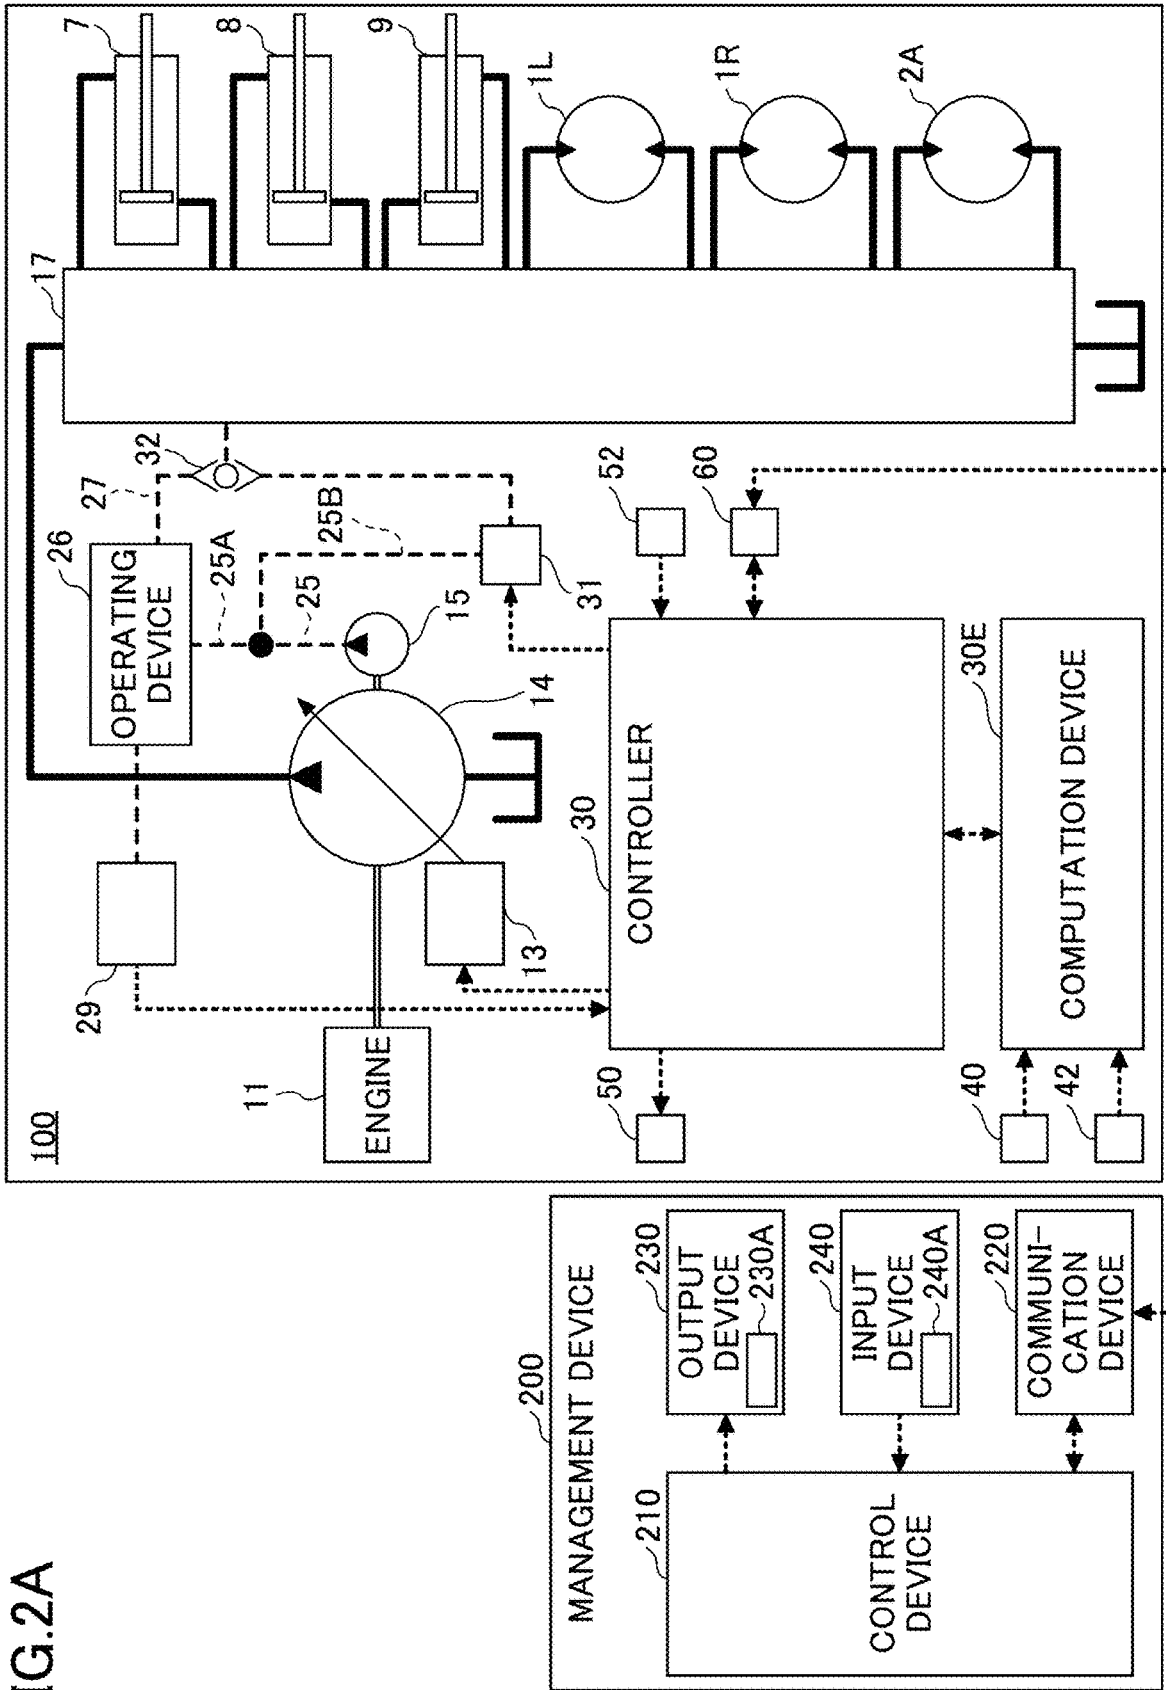 IG.2A
100
29
26
OPERATING
DEVICE
27
32
17
7
8
9
25A
25B
25
11
ENGINE
13
14
15
31
1L
1R
2A
200
MANAGEMENT DEVICE
210
CONTROL
DEVICE
230
OUTPUT
DEVICE
230A
240
INPUT
DEVICE
240A
220
COMMUNI-
CATION
DEVICE
50
30
CONTROLLER
52
60
40
42
30E
COMPUTATION DEVICE